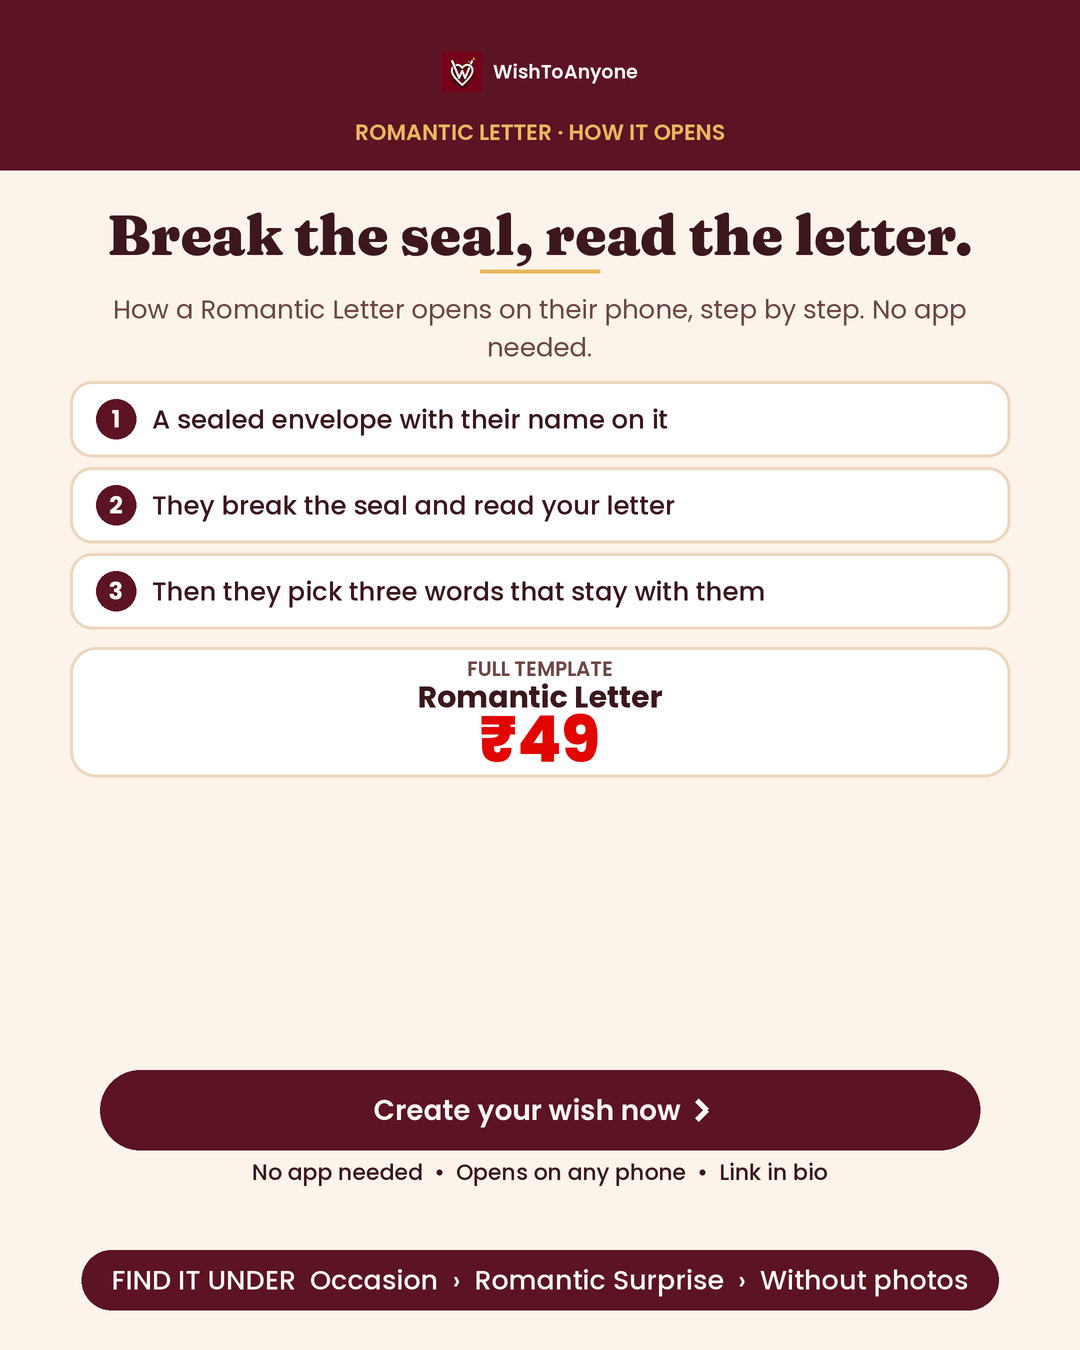 WishToAnyone
ROMANTIC LETTER · HOW IT OPENS
Break the seal, read the letter.
How a Romantic Letter opens on their phone, step by step. No app
needed.
1 A sealed envelope with their name on it
2 They break the seal and read your letter
3 Then they pick three words that stay with them
FULL TEMPLATE
Romantic Letter
₹49
Create your wish now ›
No app needed • Opens on any phone • Link in bio
FIND IT UNDER Occasion › Romantic Surprise › Without photos